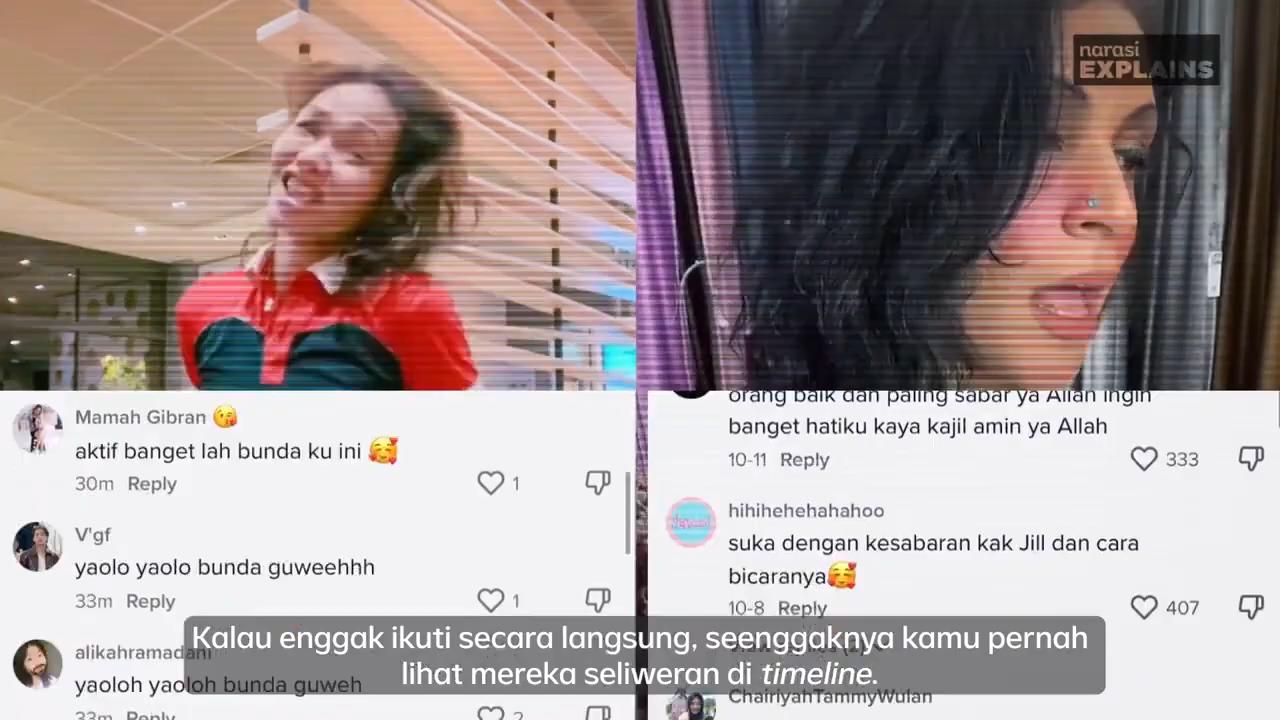 narasi
EXPLAINS
Mamah Gibran 😘
aktif banget lah bunda ku ini 🥰
30m Reply
1
V'gf
yaolo yaolo bunda guweehhh
33m Reply
1
alikahramadani
yaoloh yaoloh bunda guweh
33m Reply
2
orang baik dan paling sabar ya Allah ingin
banget hatiku kaya kajil amin ya Allah
10-11 Reply
333
hihihehehahahoo
suka dengan kesabaran kak Jill dan cara
bicaranya🥰
10-8 Reply
407
ChairiyahTammyWulan
Kalau enggak ikuti secara langsung, seenggaknya kamu pernah
lihat mereka seliweran di timeline.